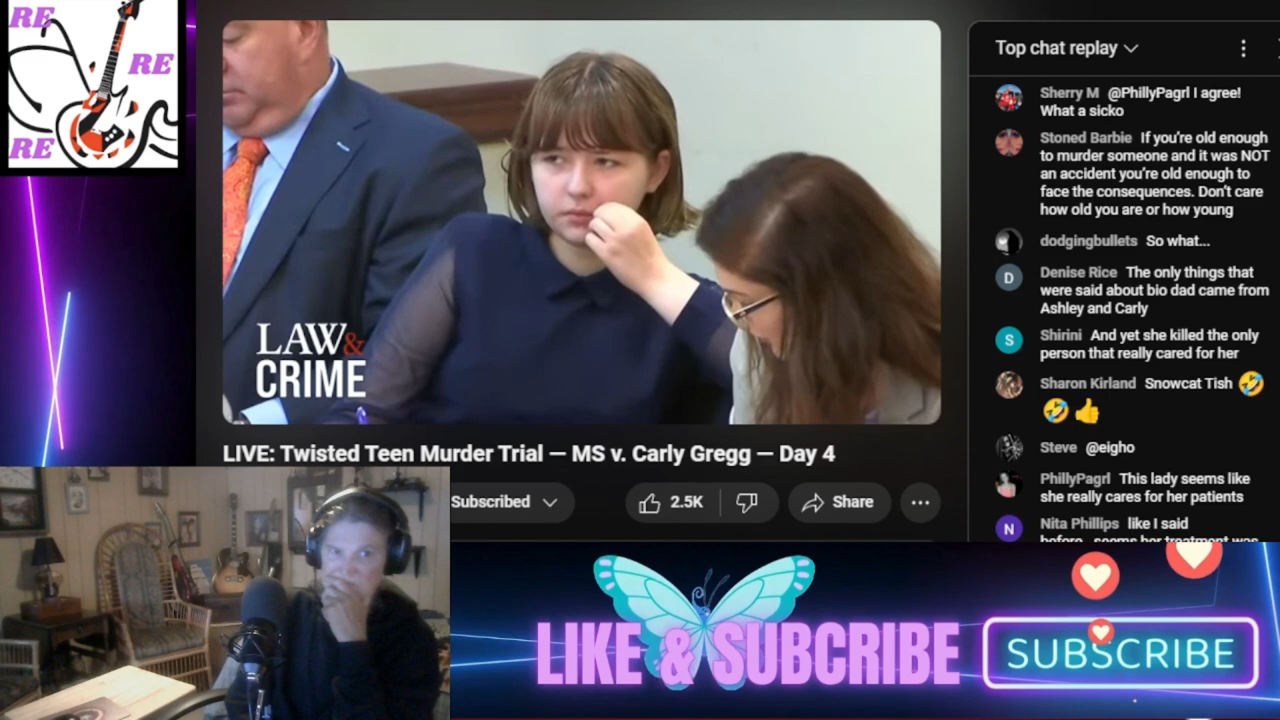 RE
RE
RE
LAW&
CRIME
LIVE: Twisted Teen Murder Trial — MS v. Carly Gregg — Day 4
Subscribed
2.5K
Share
Top chat replay
Sherry M @PhillyPagrl I agree!
What a sicko
Stoned Barbie If you're old enough
to murder someone and it was NOT
an accident you're old enough to
face the consequences. Don't care
how old you are or how young
dodgingbullets So what...
D
Denise Rice The only things that
were said about bio dad came from
Ashley and Carly
S
Shirini And yet she killed the only
person that really cared for her
Sharon Kirland Snowcat Tish 🤣
🤣👍
Steve @eigho
PhillyPagrl This lady seems like
she really cares for her patients
N
Nita Phillips like I said
before.. seems her treatment was
LIKE & SUBCRIBE
SUBSCRIBE